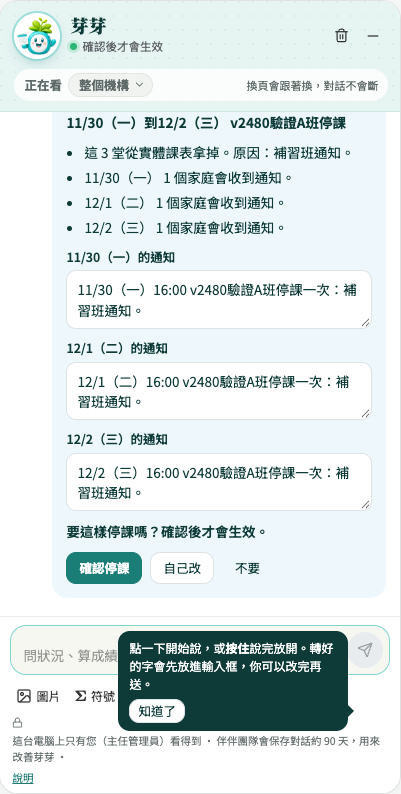 芽芽
確認後才會生效
正在看 整個機構 換頁會跟著換，對話不會斷
11/30（一）到12/2（三） v2480驗證A班停課
• 這 3 堂從實體課表拿掉。原因：補習班通知。
• 11/30（一） 1 個家庭會收到通知。
• 12/1（二） 1 個家庭會收到通知。
• 12/2（三） 1 個家庭會收到通知。
11/30（一）的通知
11/30（一）16:00 v2480驗證A班停課一次：補
習班通知。
12/1（二）的通知
12/1（二）16:00 v2480驗證A班停課一次：補
習班通知。
12/2（三）的通知
12/2（三）16:00 v2480驗證A班停課一次：補
習班通知。
要這樣停課嗎？確認後才會生效。
確認停課 自己改 不要
點一下開始說，或按住說完放開。轉好
的字會先放進輸入框，你可以改完再
送。
知道了
問狀況、算成績
圖片 Σ 符號
這台電腦上只有您（主任管理員）看得到 · 伴伴團隊會保存對話約 90 天，用來
改善芽芽 ·
說明